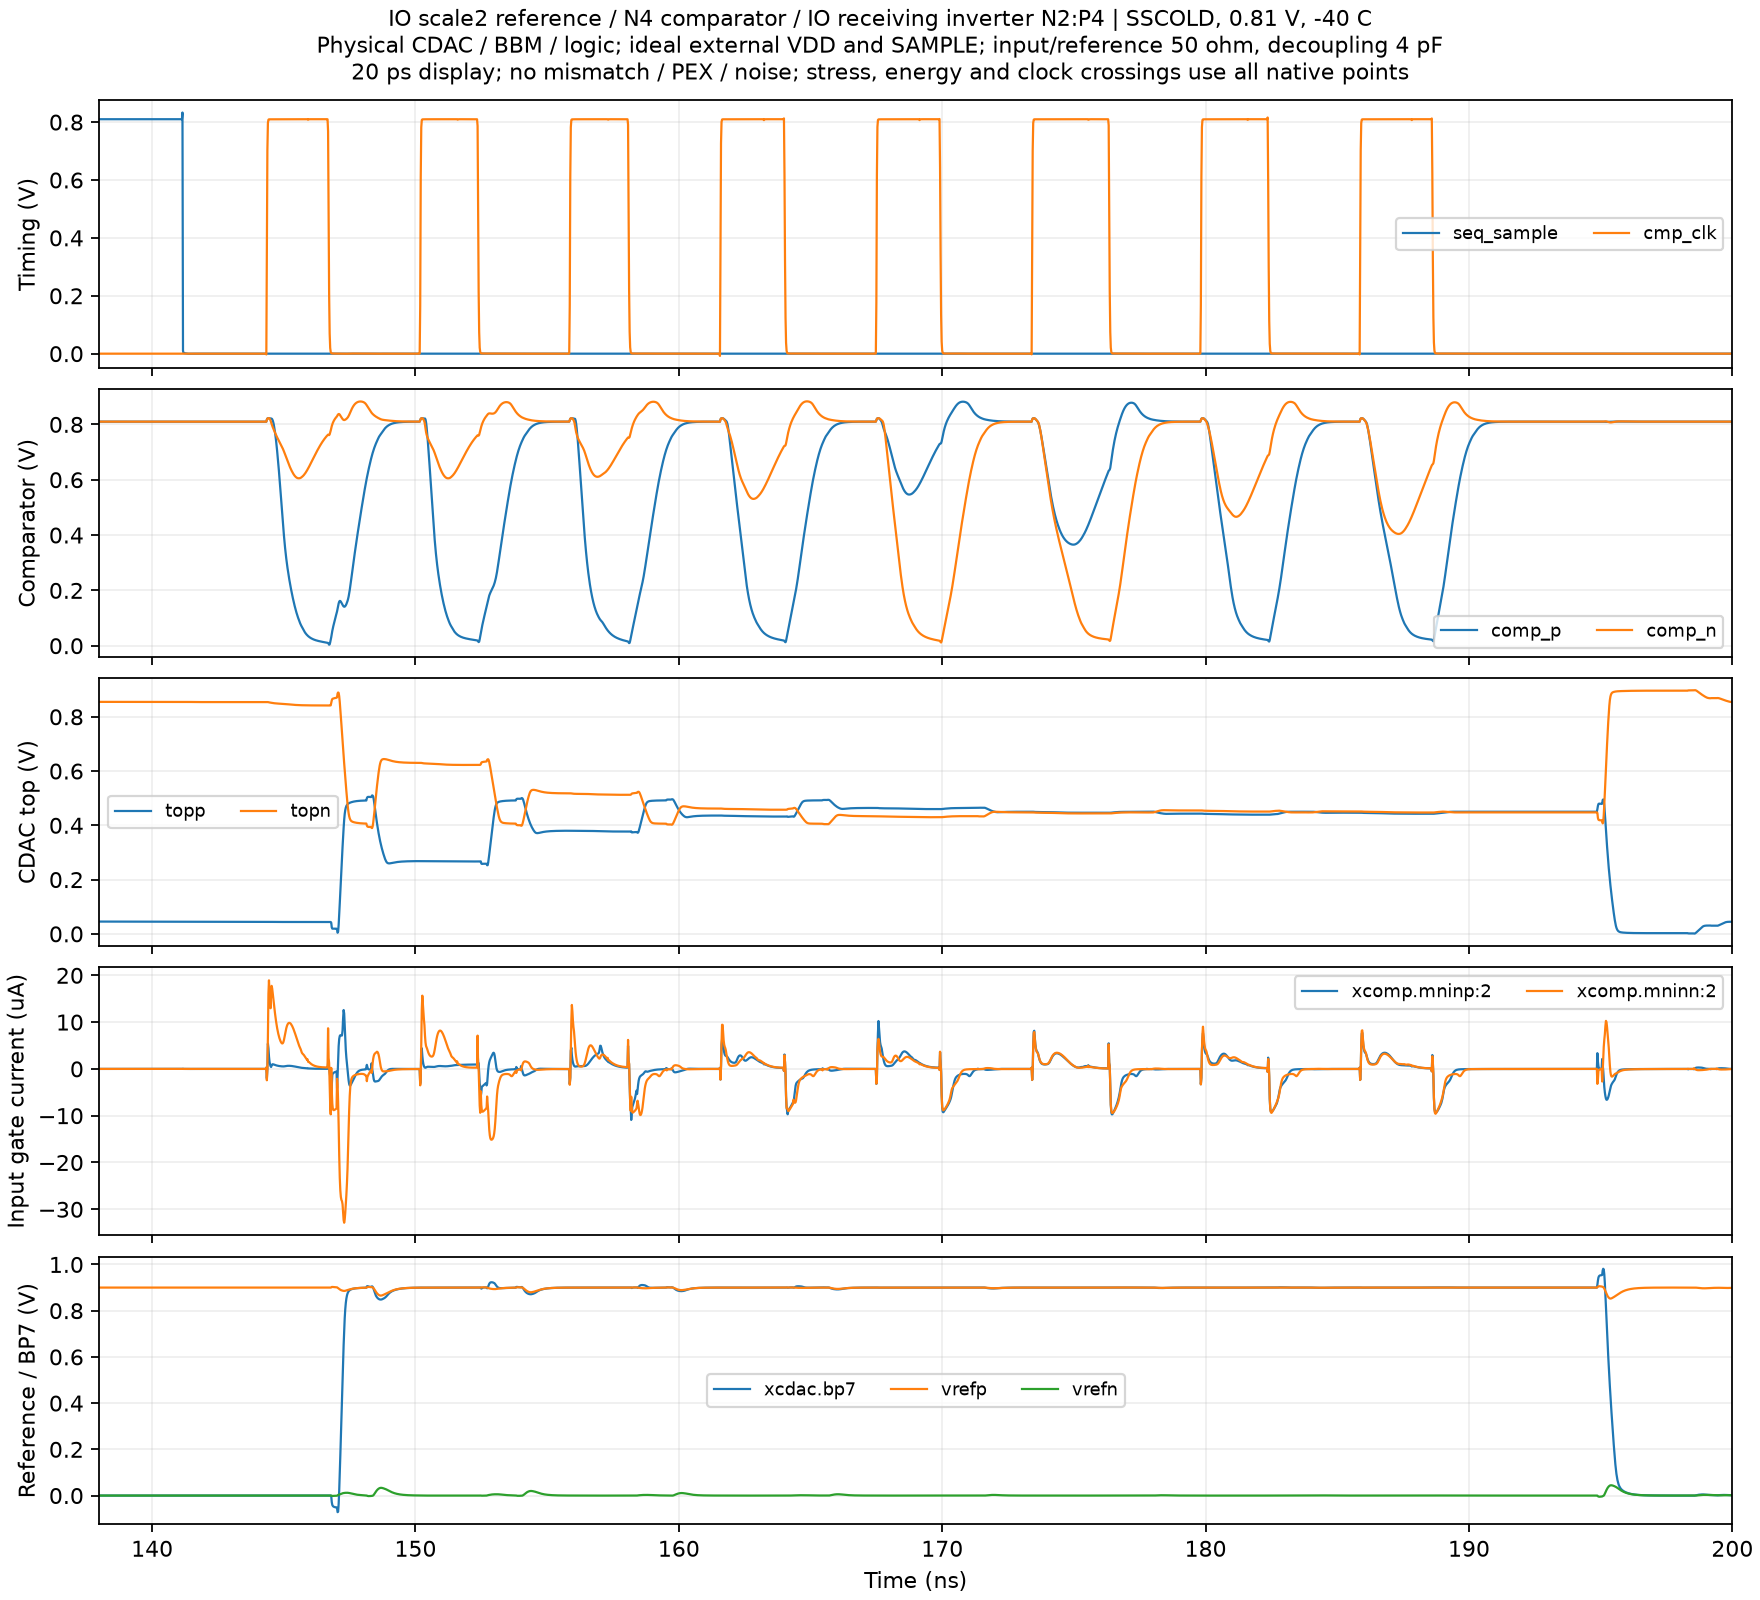 IO scale2 reference / N4 comparator / IO receiving inverter N2:P4 | SSCOLD, 0.81 V, -40 C
Physical CDAC / BBM / logic; ideal external VDD and SAMPLE; input/reference 50 ohm, decoupling 4 pF
20 ps display; no mismatch / PEX / noise; stress, energy and clock crossings use all native points
Timing (V)
0.8
0.6
0.4
0.2
0.0
seq_sample
cmp_clk
Comparator (V)
0.8
0.6
0.4
0.2
0.0
comp_p
comp_n
CDAC top (V)
0.8
0.6
0.4
0.2
0.0
topp
topn
Input gate current (uA)
20
10
0
−10
−20
−30
xcomp.mninp:2
xcomp.mninn:2
Reference / BP7 (V)
1.0
0.8
0.6
0.4
0.2
0.0
xcdac.bp7
vrefp
vrefn
140
150
160
170
180
190
200
Time (ns)